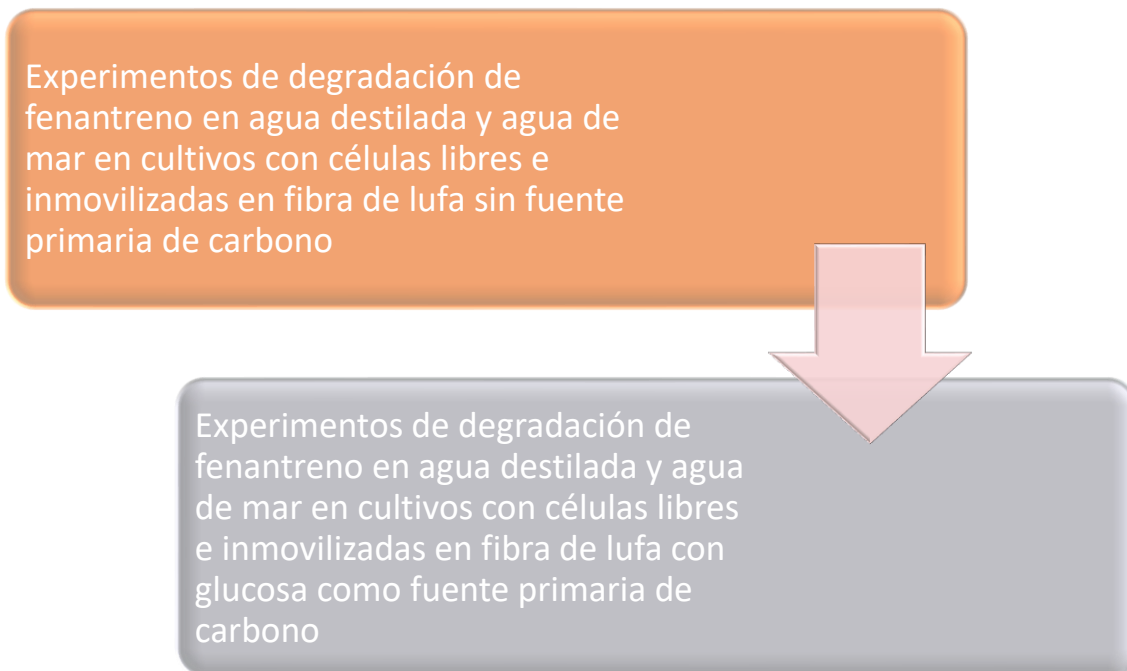 Experimentos de degradación de
fenantreno en agua destilada y agua de
mar en cultivos con células libres e
inmovilizadas en fibra de lufa sin fuente
primaria de carbono
Experimentos de degradación de
fenantreno en agua destilada y agua
de mar en cultivos con células libres
e inmovilizadas en fibra de lufa con
glucosa como fuente primaria de
carbono